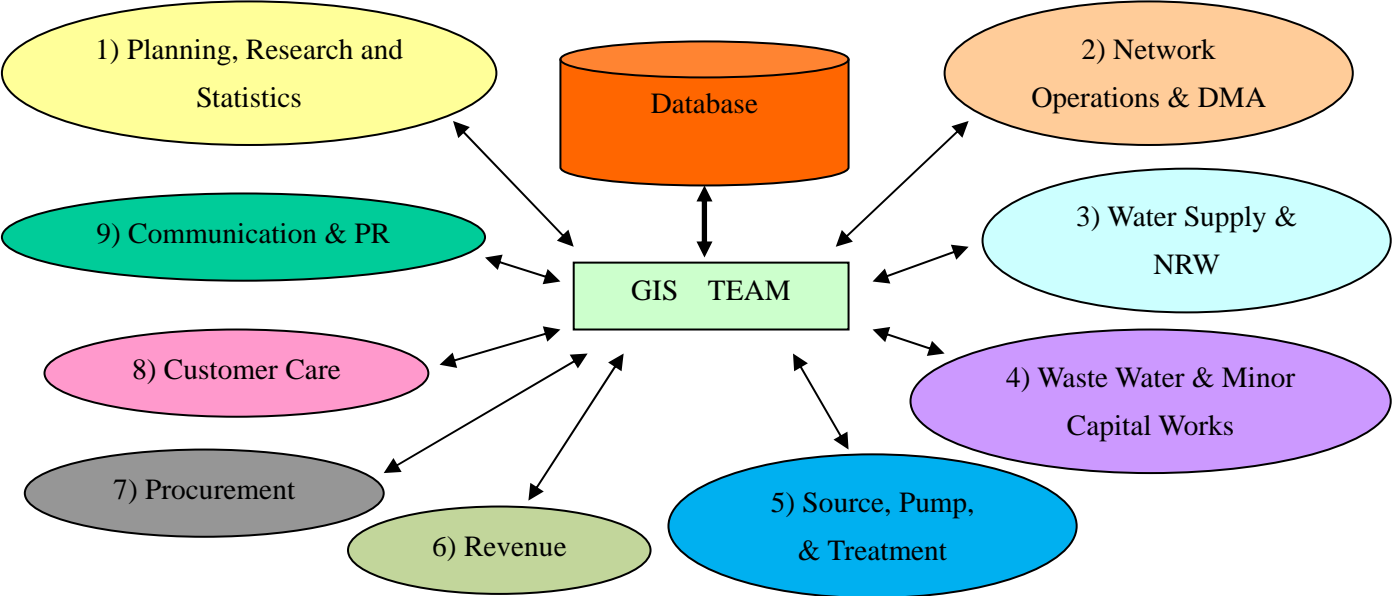 1) Planning, Research and
Statistics
Database
2) Network
Operations & DMA
9) Communication & PR
3) Water Supply &
NRW
GIS TEAM
8) Customer Care
4) Waste Water & Minor
Capital Works
7) Procurement
5) Source, Pump,
& Treatment
6) Revenue